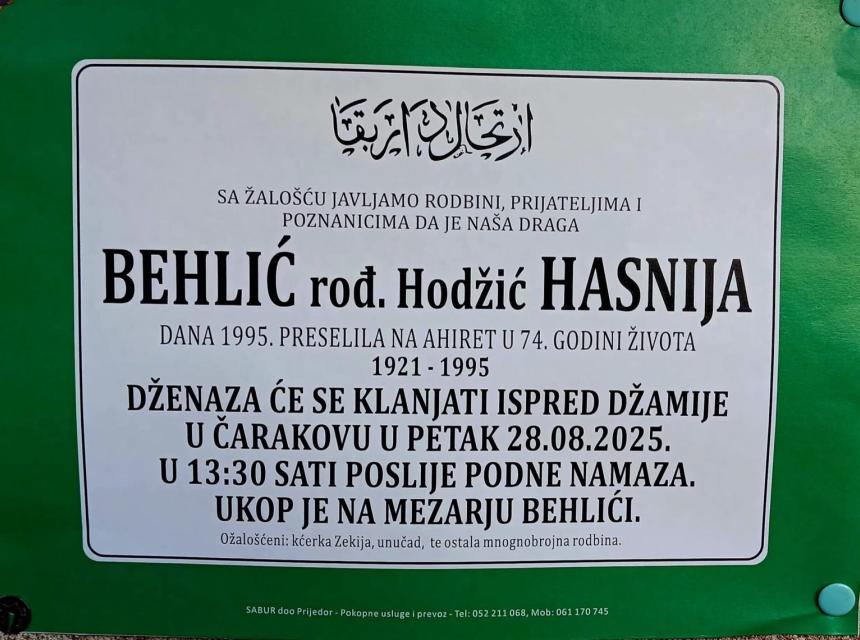 ارتحال دار بقا
SA ŽALOŠĆU JAVLJAMO RODBINI, PRIJATELJIMA I
POZNANICIMA DA JE NAŠA DRAGA
BEHLIĆ rođ. Hodžić HASNIJA
DANA 1995. PRESELILA NA AHIRET U 74. GODINI ŽIVOTA
1921 - 1995
DŽENAZA ĆE SE KLANJATI ISPRED DŽAMIJE
U ČARAKOVU U PETAK 28.08.2025.
U 13:30 SATI POSLIJE PODNE NAMAZA.
UKOP JE NA MEZARJU BEHLIĆI.
Ožalošćeni: kćerka Zekija, unučad, te ostala mnognobrojna rodbina.
SABUR doo Prijedor - Pokopne usluge i prevoz - Tel: 052 211 068, Mob: 061 170 745